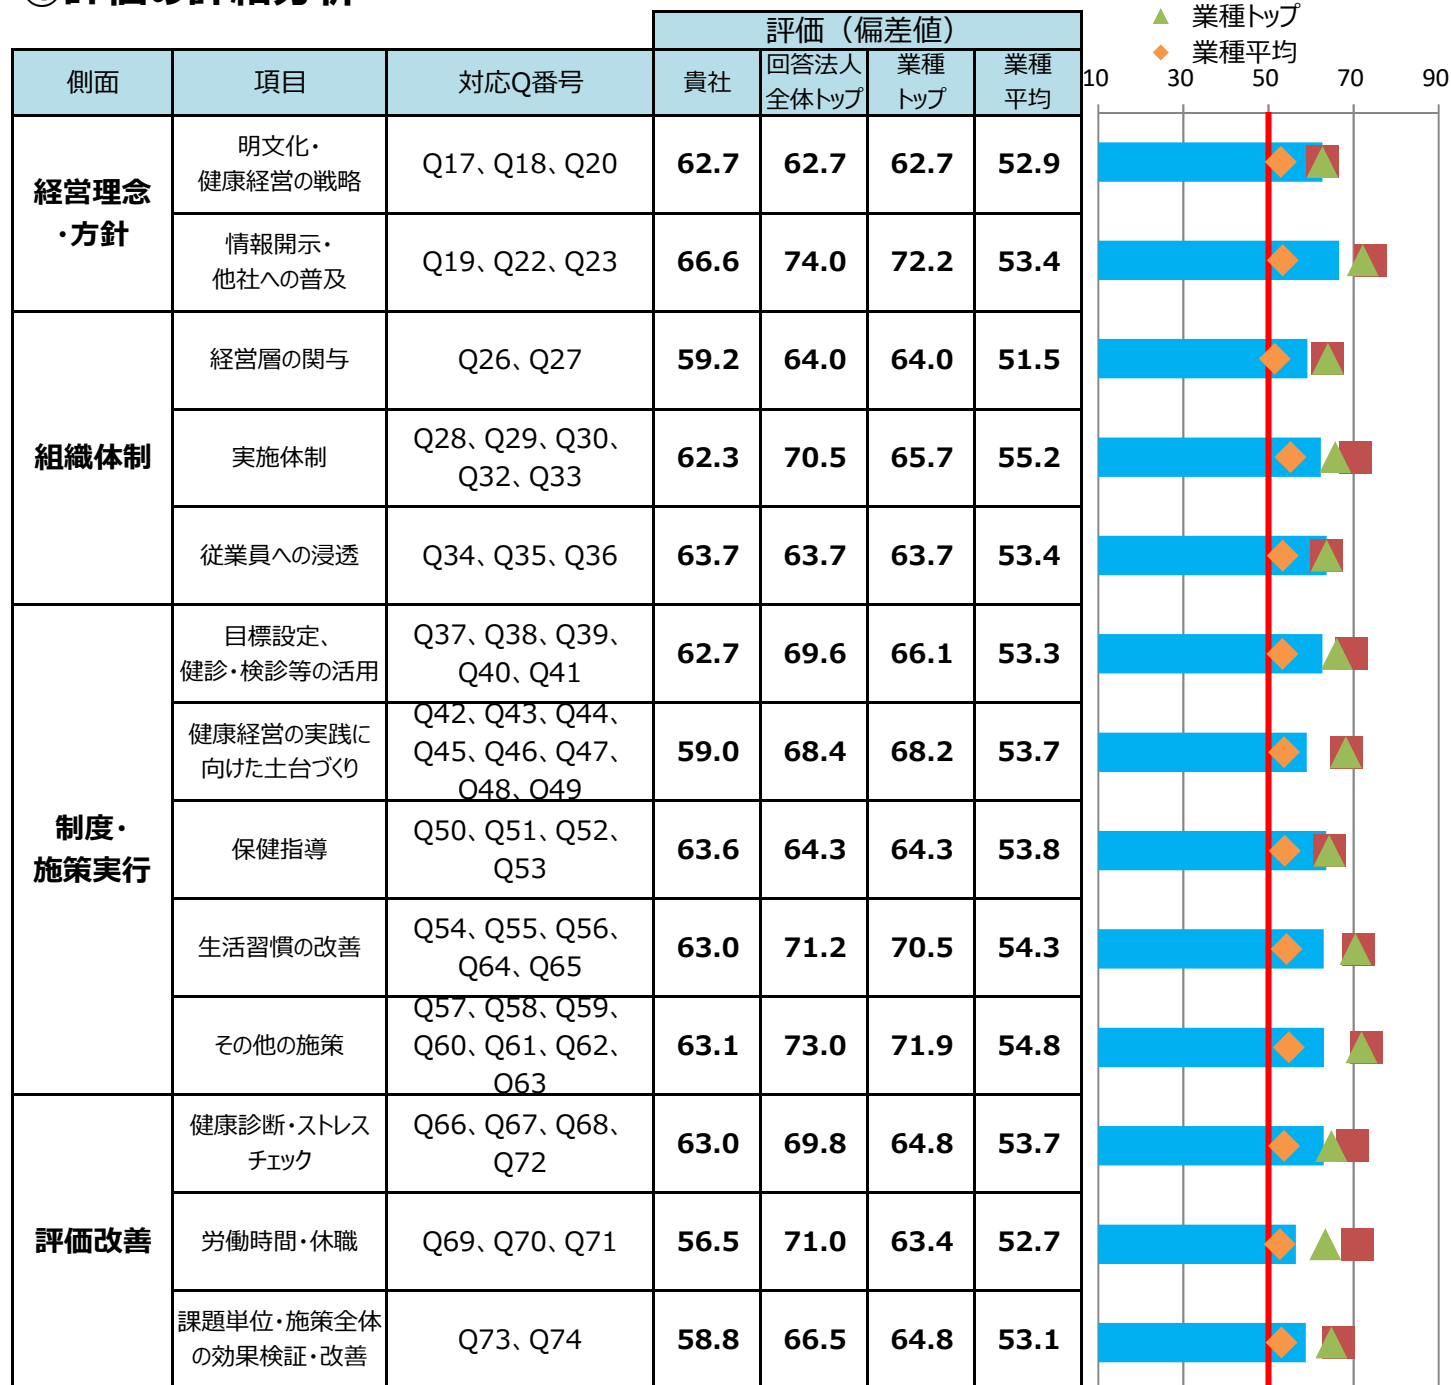 評価（偏差値）
業種トップ
業種平均
側面 項目 対応Q番号 貴社 回答法人 業種 業種
全体トップ トップ 平均
10 30 50 70 90
経営理念
・方針
明文化・
健康経営の戦略
Q17、Q18、Q20
62.7 62.7 62.7 52.9
情報開示・
他社への普及
Q19、Q22、Q23
66.6 74.0 72.2 53.4
組織体制
経営層の関与
Q26、Q27
59.2 64.0 64.0 51.5
実施体制
Q28、Q29、Q30、
Q32、Q33
62.3 70.5 65.7 55.2
従業員への浸透
Q34、Q35、Q36
63.7 63.7 63.7 53.4
制度・
施策実行
目標設定、
健診・検診等の活用
Q37、Q38、Q39、
Q40、Q41
62.7 69.6 66.1 53.3
健康経営の実践に
向けた土台づくり
Q42、Q43、Q44、
Q45、Q46、Q47、
Q48、Q49
59.0 68.4 68.2 53.7
保健指導
Q50、Q51、Q52、
Q53
63.6 64.3 64.3 53.8
生活習慣の改善
Q54、Q55、Q56、
Q64、Q65
63.0 71.2 70.5 54.3
その他の施策
Q57、Q58、Q59、
Q60、Q61、Q62、
Q63
63.1 73.0 71.9 54.8
評価改善
健康診断・ストレス
チェック
Q66、Q67、Q68、
Q72
63.0 69.8 64.8 53.7
労働時間・休職
Q69、Q70、Q71
56.5 71.0 63.4 52.7
課題単位・施策全体
の効果検証・改善
Q73、Q74
58.8 66.5 64.8 53.1